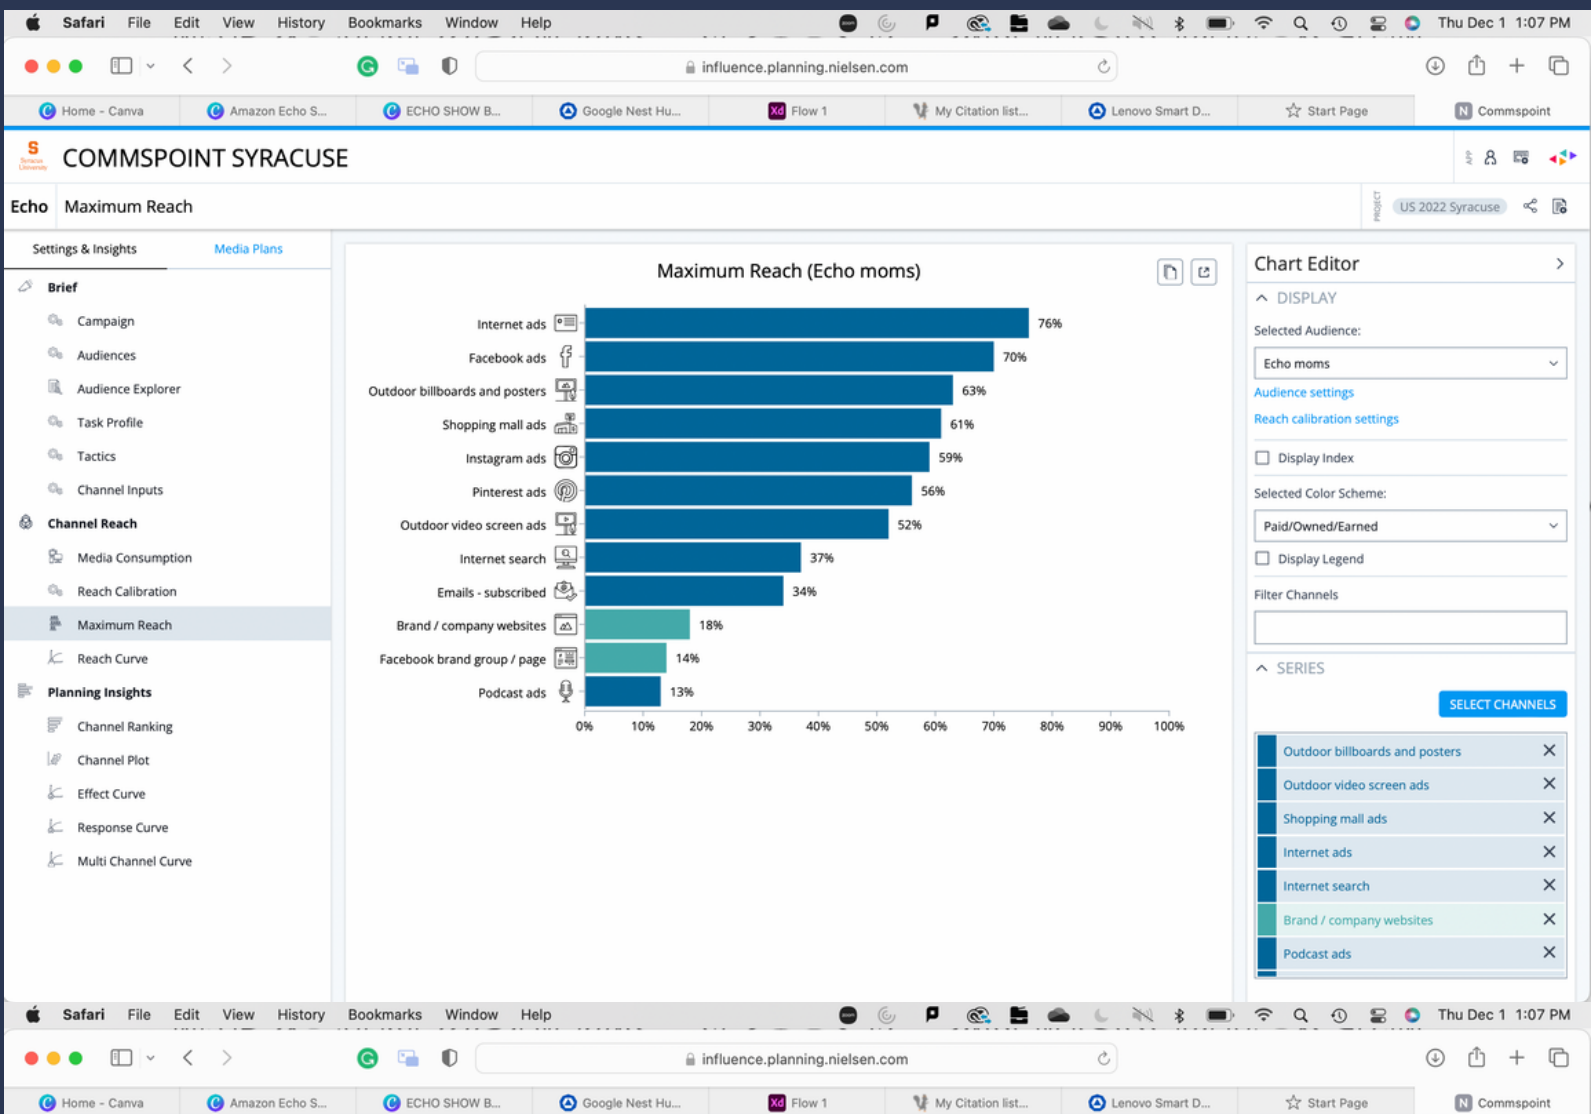 Safari File Edit View History Bookmarks Window Help Thu Dec 1 1:07 PM
influence.planning.nielsen.com
Home - Canva Amazon Echo S... ECHO SHOW B... Google Nest Hu... Xd Flow 1 My Citation list... Lenovo Smart D... Start Page N Commspoint
S
Syracuse
University
COMMSPOINT SYRACUSE
Echo Maximum Reach
PROJECT
US 2022 Syracuse
Settings & Insights Media Plans
Brief
Campaign
Audiences
Audience Explorer
Task Profile
Tactics
Channel Inputs
Channel Reach
Media Consumption
Reach Calibration
Maximum Reach
Reach Curve
Planning Insights
Channel Ranking
Channel Plot
Effect Curve
Response Curve
Multi Channel Curve
Maximum Reach (Echo moms)
Internet ads 76%
Facebook ads 70%
Outdoor billboards and posters 63%
Shopping mall ads 61%
Instagram ads 59%
Pinterest ads 56%
Outdoor video screen ads 52%
Internet search 37%
Emails - subscribed 34%
Brand / company websites 18%
Facebook brand group / page 14%
Podcast ads 13%
0% 10% 20% 30% 40% 50% 60% 70% 80% 90% 100%
Chart Editor
DISPLAY
Selected Audience:
Echo moms
Audience settings
Reach calibration settings
Display Index
Selected Color Scheme:
Paid/Owned/Earned
Display Legend
Filter Channels
SERIES
SELECT CHANNELS
Outdoor billboards and posters
Outdoor video screen ads
Shopping mall ads
Internet ads
Internet search
Brand / company websites
Podcast ads
Safari File Edit View History Bookmarks Window Help Thu Dec 1 1:07 PM
influence.planning.nielsen.com
Home - Canva Amazon Echo S... ECHO SHOW B... Google Nest Hu... Xd Flow 1 My Citation list... Lenovo Smart D... Start Page N Commspoint